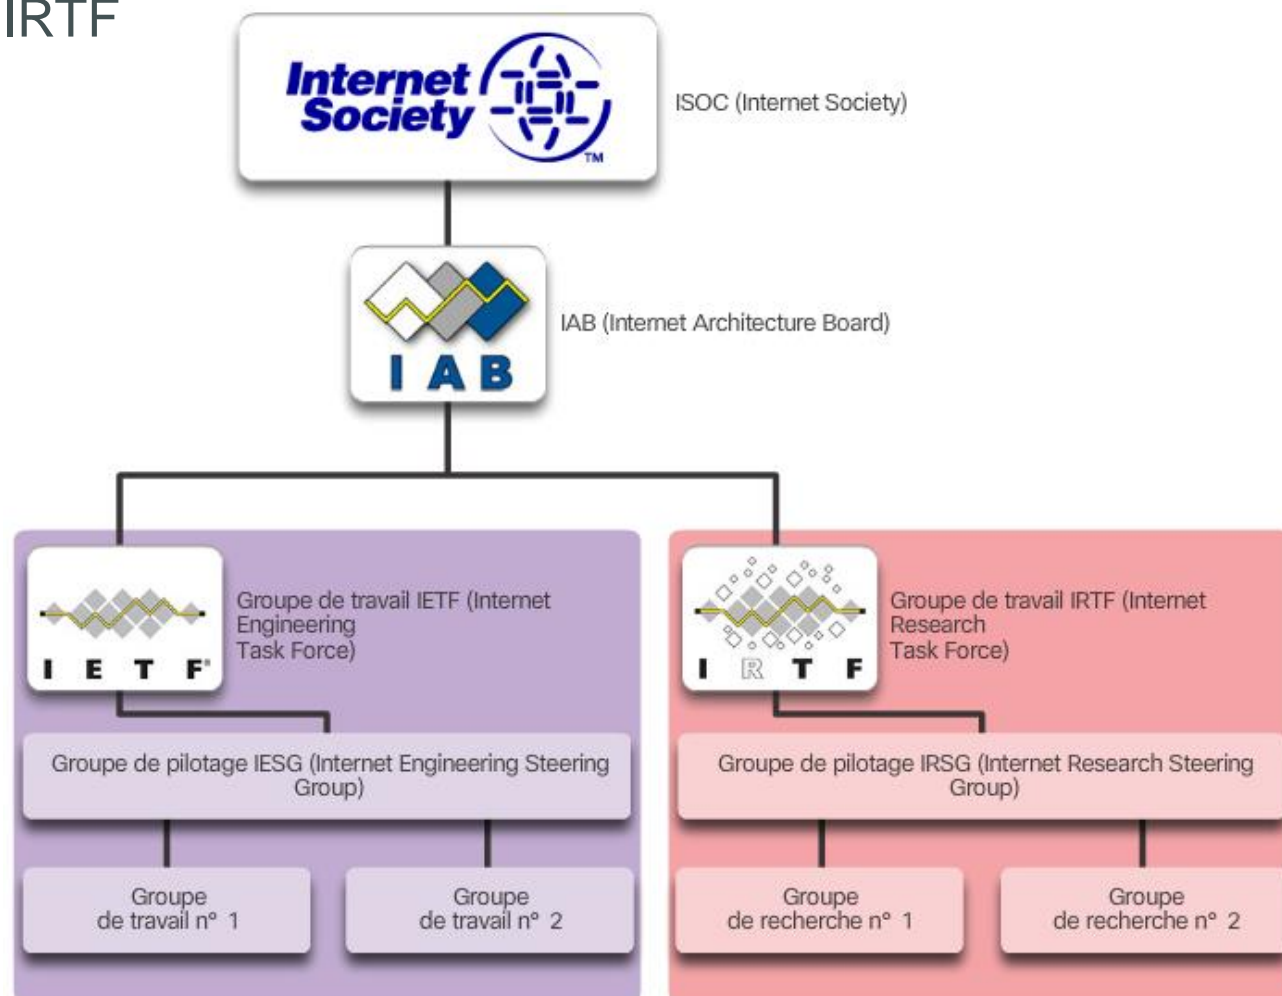 IRTF
Internet
Society
TM
ISOC (Internet Society)
IAB
IAB (Internet Architecture Board)
IETF®
Groupe de travail IETF (Internet
Engineering
Task Force)
IRTF
Groupe de travail IRTF (Internet
Research
Task Force)
Groupe de pilotage IESG (Internet Engineering Steering
Group)
Groupe de pilotage IRSG (Internet Research Steering
Group)
Groupe
de travail n° 1
Groupe
de travail n° 2
Groupe
de recherche n° 1
Groupe
de recherche n° 2